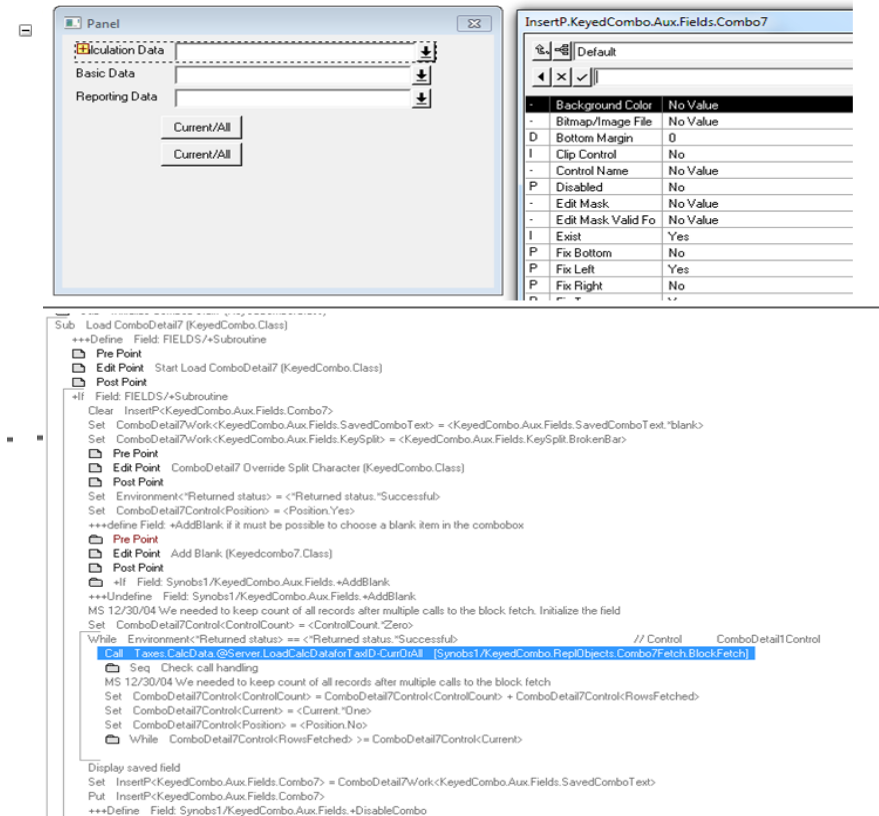 Panel
lculation Data
Basic Data
Reporting Data
Current/All
Current/All
InsertP.KeyedCombo.Aux.Fields.Combo7
Default
- Background Color No Value
- Bitmap/Image File No Value
D Bottom Margin 0
I Clip Control No
- Control Name No Value
P Disabled No
- Edit Mask No Value
- Edit Mask Valid Fo No Value
I Exist Yes
P Fix Bottom No
P Fix Left Yes
P Fix Right No
Sub Load ComboDetail7 (KeyedCombo.Class)
+++Define Field: FIELDS/+Subroutine
Pre Point
Edit Point Start Load ComboDetail7 (KeyedCombo.Class)
Post Point
+If Field: FIELDS/+Subroutine
Clear InsertP<KeyedCombo.Aux.Fields.Combo7>
Set ComboDetail7Work<KeyedCombo.Aux.Fields.SavedComboText> = <KeyedCombo.Aux.Fields.SavedComboText.*blank>
Set ComboDetail7Work<KeyedCombo.Aux.Fields.KeySplit> = <KeyedCombo.Aux.Fields.KeySplit.BrokenBar>
Pre Point
Edit Point ComboDetail7 Override Split Character (KeyedCombo.Class)
Post Point
Set Environment<*Returned status> = <*Returned status.*Successful>
Set ComboDetail7Control<Position> = <Position.Yes>
+++define Field: +AddBlank if it must be possible to choose a blank item in the combobox
Pre Point
Edit Point Add Blank (Keyedcombo7.Class)
Post Point
+If Field: Synobs1/KeyedCombo.Aux.Fields.+AddBlank
+++Undefine Field: Synobs1/KeyedCombo.Aux.Fields.+AddBlank
MS 12/30/04 We needed to keep count of all records after multiple calls to the block fetch. Initialize the field
Set ComboDetail7Control<ControlCount> = <ControlCount.*Zero>
While Environment<*Returned status> == <*Returned status.*Successful> // Control ComboDetail1Control
Call Taxes.CalcData.@Server.LoadCalcDataforTaxID-CurrOrAll [Synobs1/KeyedCombo.ReplObjects.Combo7Fetch.BlockFetch]
Seq Check call handling
MS 12/30/04 We needed to keep count of all records after multiple calls to the block fetch
Set ComboDetail7Control<ControlCount> = ComboDetail7Control<ControlCount> + ComboDetail7Control<RowsFetched>
Set ComboDetail7Control<Current> = <Current.*One>
Set ComboDetail7Control<Position> = <Position.No>
While ComboDetail7Control<RowsFetched> >= ComboDetail7Control<Current>
Display saved field
Set InsertP<KeyedCombo.Aux.Fields.Combo7> = ComboDetail7Work<KeyedCombo.Aux.Fields.SavedComboText>
Put InsertP<KeyedCombo.Aux.Fields.Combo7>
+++Define Field: Synobs1/KeyedCombo.Aux.Fields.+DisableCombo